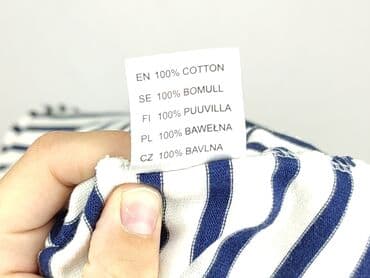 EN 100% COTTON
SE 100% BOMULL
FI 100% PUUVILLA
PL 100% BAWEŁNA
CZ 100% BAVLNA